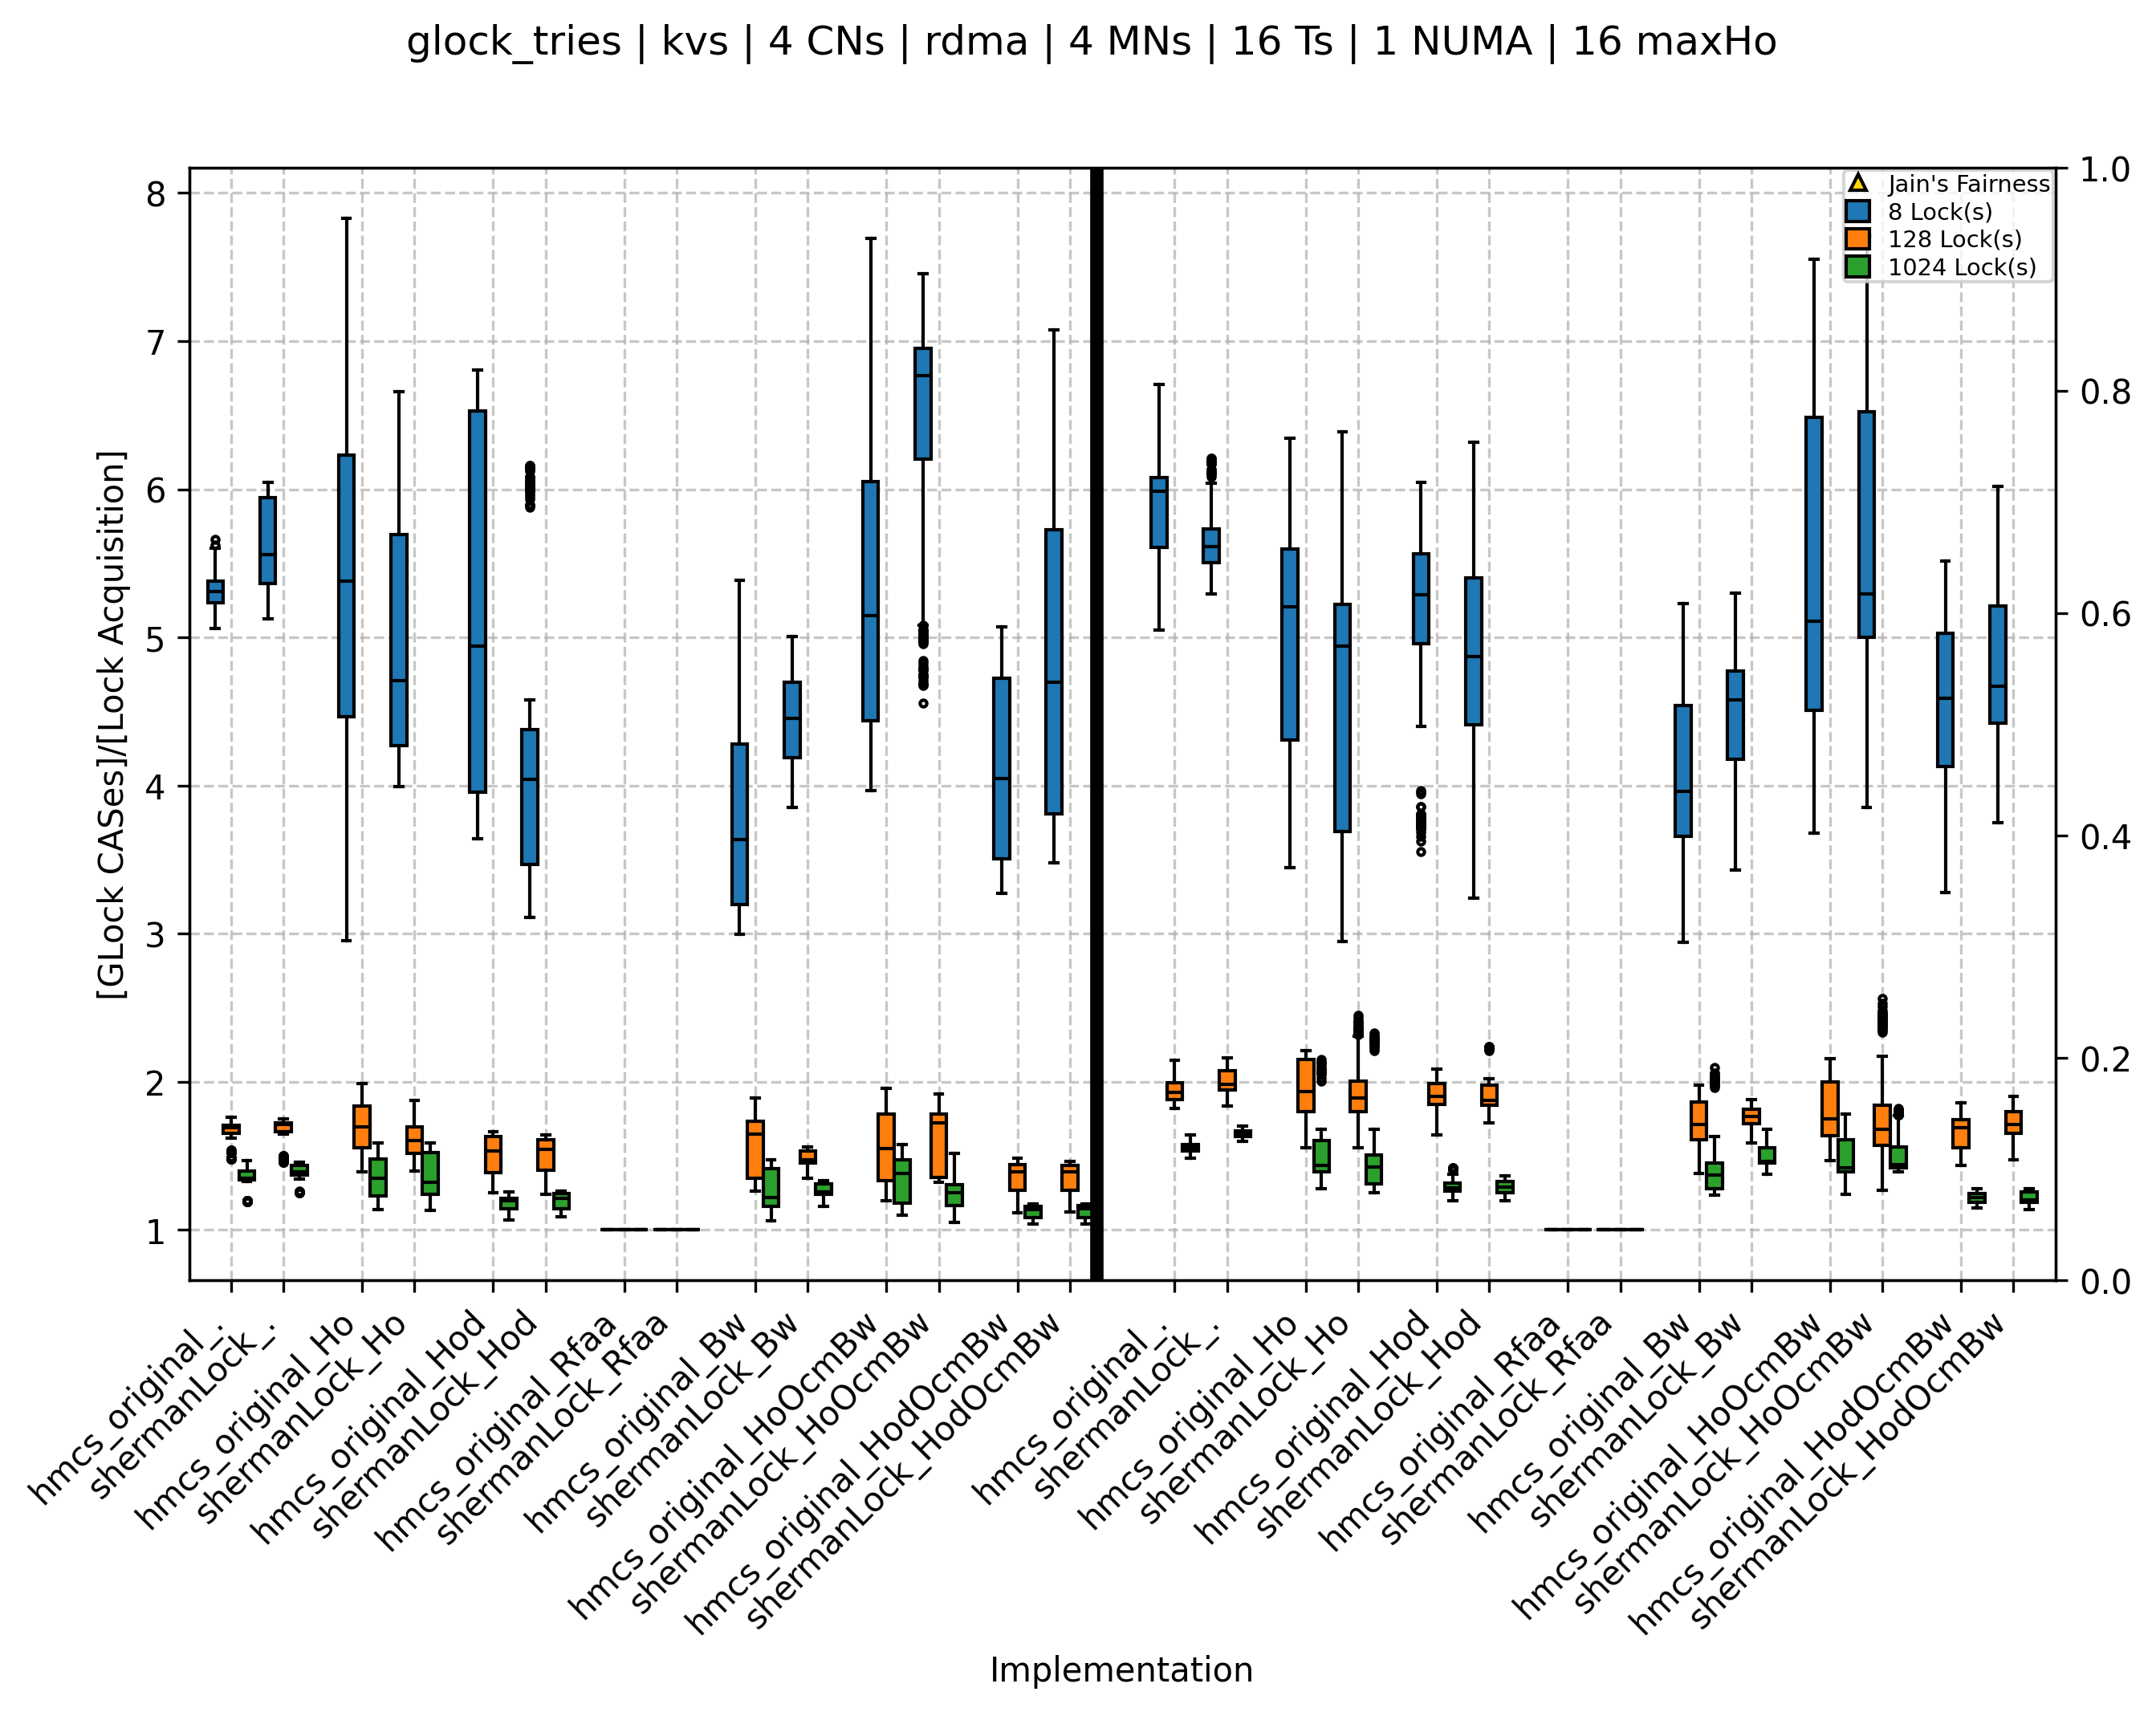 glock_tries | kvs | 4 CNs | rdma | 4 MNs | 16 Ts | 1 NUMA | 16 maxHo
Jain's Fairness
8 Lock(s)
128 Lock(s)
1024 Lock(s)
[GLock CASes]/[Lock Acquisition]
8
7
6
5
4
3
2
1
1.0
0.8
0.6
0.4
0.2
0.0
hmcs_original_.
shermanLock_.
hmcs_original_Ho
shermanLock_Ho
hmcs_original_Hod
shermanLock_Hod
hmcs_original_Rfaa
shermanLock_Rfaa
hmcs_original_Bw
shermanLock_Bw
hmcs_original_HoOcmBw
shermanLock_HoOcmBw
hmcs_original_HodOcmBw
shermanLock_HodOcmBw
hmcs_original_.
shermanLock_.
hmcs_original_Ho
shermanLock_Ho
hmcs_original_Hod
shermanLock_Hod
hmcs_original_Rfaa
shermanLock_Rfaa
hmcs_original_Bw
shermanLock_Bw
hmcs_original_HoOcmBw
shermanLock_HoOcmBw
hmcs_original_HodOcmBw
shermanLock_HodOcmBw
Implementation